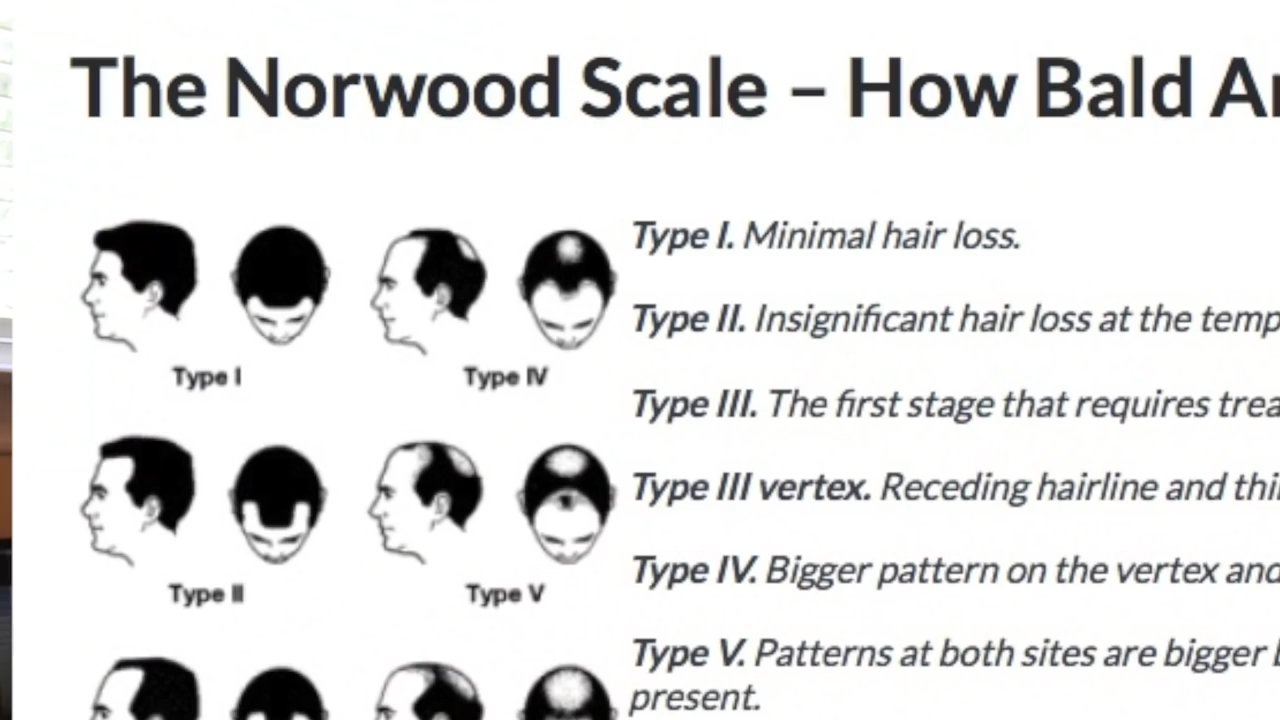 The Norwood Scale – How Bald
Type I. Minimal hair loss.
Type II. Insignificant hair loss at the
Type III. The first stage that requires
Type III vertex. Receding hairline and
Type IV. Bigger pattern on the vertex and
Type V. Patterns at both sites are bigger
present.
Type I
Type IV
Type II
Type V